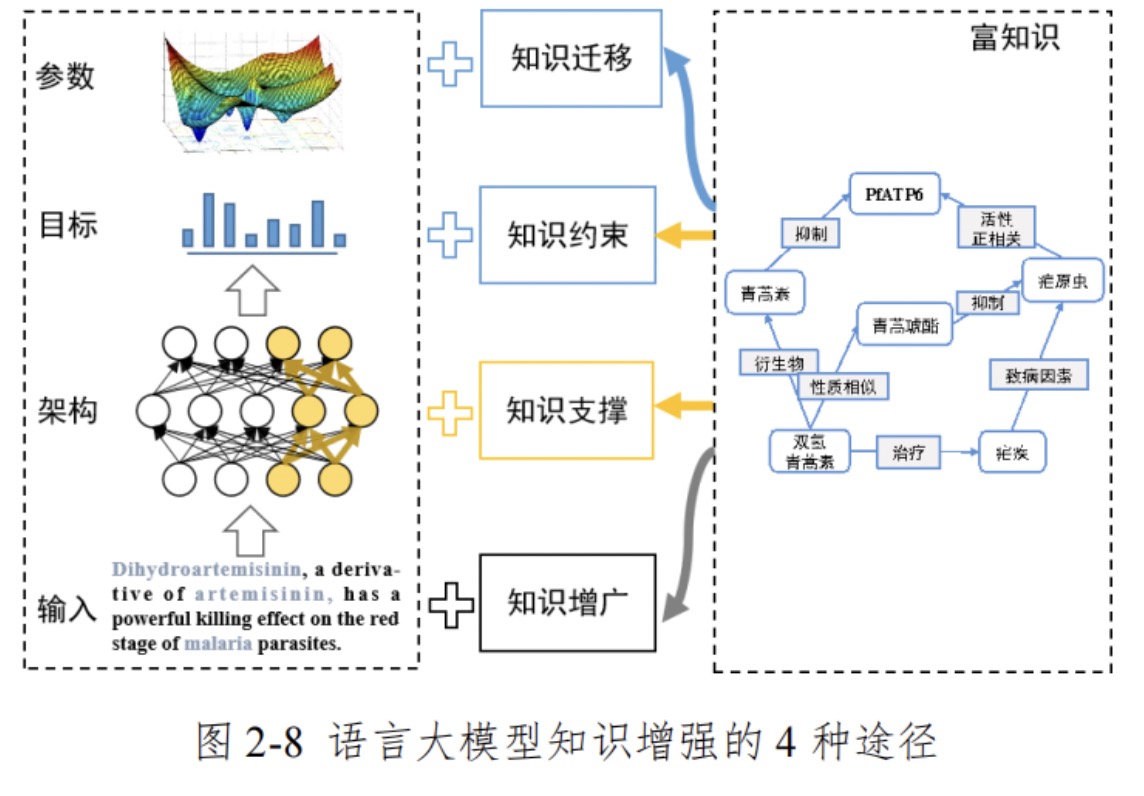 参数
知识迁移
富知识
目标
知识约束
架构
知识支撑
输入
Dihydroartemisinin, a deriva-
tive of artemisinin, has a
powerful killing effect on the red
stage of malaria parasites.
知识增广
PfATP6
抑制
活性
正相关
青蒿素
疟原虫
青蒿琥酯
抑制
衍生物
性质相似
致病因素
双氢
青蒿素
治疗
疟疾
图 2-8 语言大模型知识增强的 4 种途径